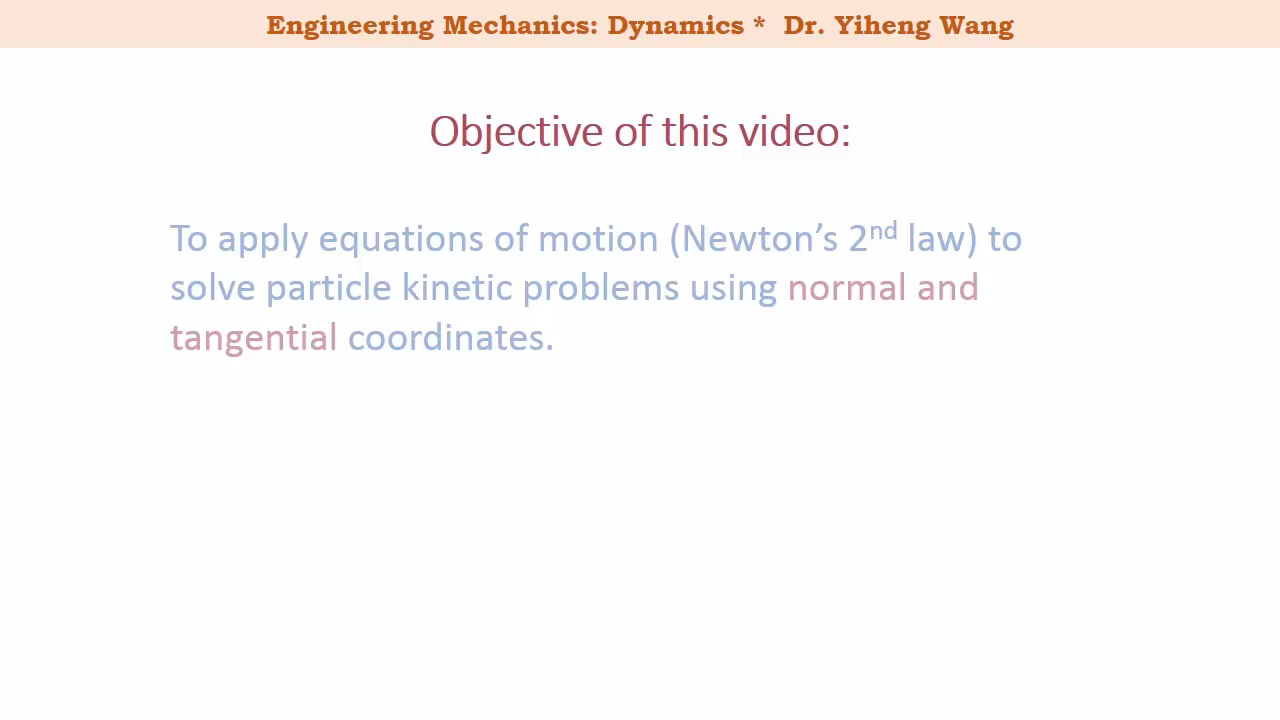 Engineering Mechanics: Dynamics * Dr. Yiheng Wang
Objective of this video:
To apply equations of motion (Newton’s 2nd law) to
solve particle kinetic problems using normal and
tangential coordinates.